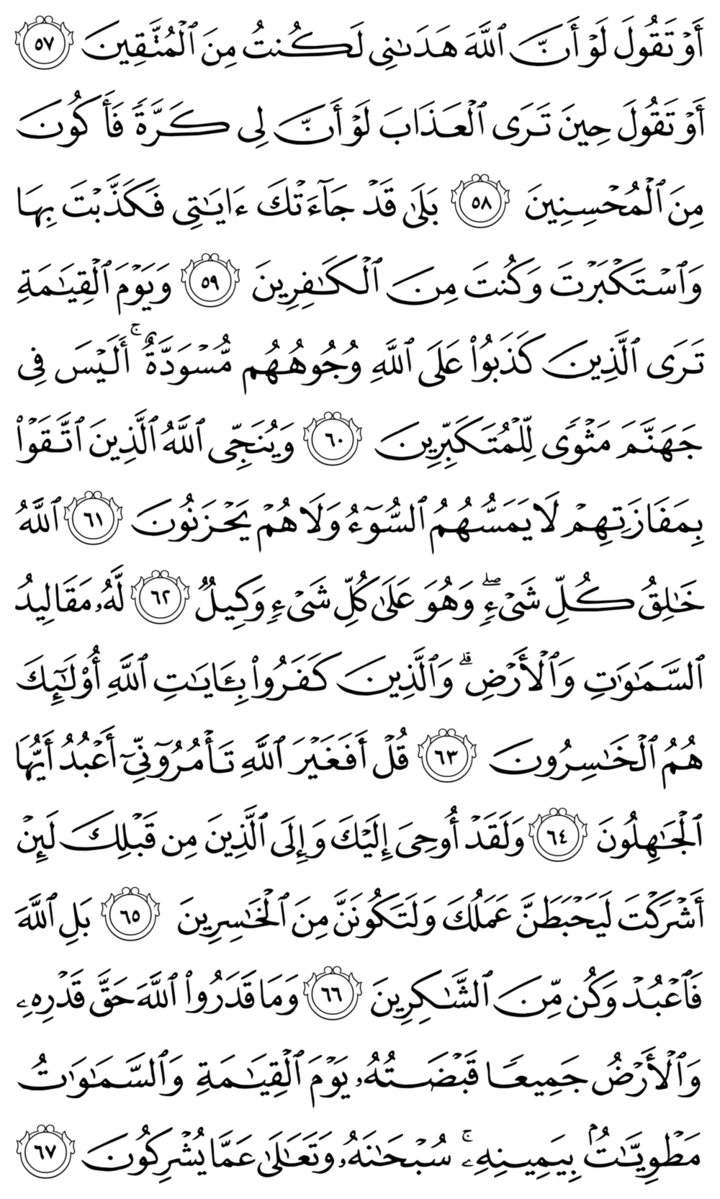 أَوْ تَقُولَ لَوْ أَنَّ ٱللَّهَ هَدَىٰنِى لَكُنتُ مِنَ ٱلْمُتَّقِينَ ٥٧
أَوْ تَقُولَ حِينَ تَرَى ٱلْعَذَابَ لَوْ أَنَّ لِى كَرَّةً فَأَكُونَ
مِنَ ٱلْمُحْسِنِينَ ٥٨ بَلَىٰ قَدْ جَآءَتْكَ ءَايَٰتِى فَكَذَّبْتَ بِهَا
وَٱسْتَكْبَرْتَ وَكُنتَ مِنَ ٱلْكَٰفِرِينَ ٥٩ وَيَوْمَ ٱلْقِيَٰمَةِ
تَرَى ٱلَّذِينَ كَذَبُوا۟ عَلَى ٱللَّهِ وُجُوهُهُم مُّسْوَدَّةٌ ۚ أَلَيْسَ فِى
جَهَنَّمَ مَثْوًى لِّلْمُتَكَبِّرِينَ ٦٠ وَيُنَجِّى ٱللَّهُ ٱلَّذِينَ ٱتَّقَوْا۟
بِمَفَازَتِهِمْ لَا يَمَسُّهُمُ ٱلسُّوٓءُ وَلَا هُمْ يَحْزَنُونَ ٦١ ٱللَّهُ
خَٰلِقُ كُلِّ شَىْءٍ ۖ وَهُوَ عَلَىٰ كُلِّ شَىْءٍ وَكِيلٌ ٦٢ لَّهُۥ مَقَالِيدُ
ٱلسَّمَٰوَٰتِ وَٱلْأَرْضِ ۗ وَٱلَّذِينَ كَفَرُوا۟ بِـَٔايَٰتِ ٱللَّهِ أُو۟لَٰٓئِكَ
هُمُ ٱلْخَٰسِرُونَ ٦٣ قُلْ أَفَغَيْرَ ٱللَّهِ تَأْمُرُوٓنِّىٓ أَعْبُدُ أَيُّهَا
ٱلْجَٰهِلُونَ ٦٤ وَلَقَدْ أُوحِىَ إِلَيْكَ وَإِلَى ٱلَّذِينَ مِن قَبْلِكَ لَئِنْ
أَشْرَكْتَ لَيَحْبَطَنَّ عَمَلُكَ وَلَتَكُونَنَّ مِنَ ٱلْخَٰسِرِينَ ٦٥ بَلِ ٱللَّهَ
فَٱعْبُدْ وَكُن مِّنَ ٱلشَّٰكِرِينَ ٦٦ وَمَا قَدَرُوا۟ ٱللَّهَ حَقَّ قَدْرِهِۦ
وَٱلْأَرْضُ جَمِيعًا قَبْضَتُهُۥ يَوْمَ ٱلْقِيَٰمَةِ وَٱلسَّمَٰوَٰتُ
مَطْوِيَّٰتٌۢ بِيَمِينِهِۦ ۚ سُبْحَٰنَهُۥ وَتَعَٰلَىٰ عَمَّا يُشْرِكُونَ ٦٧